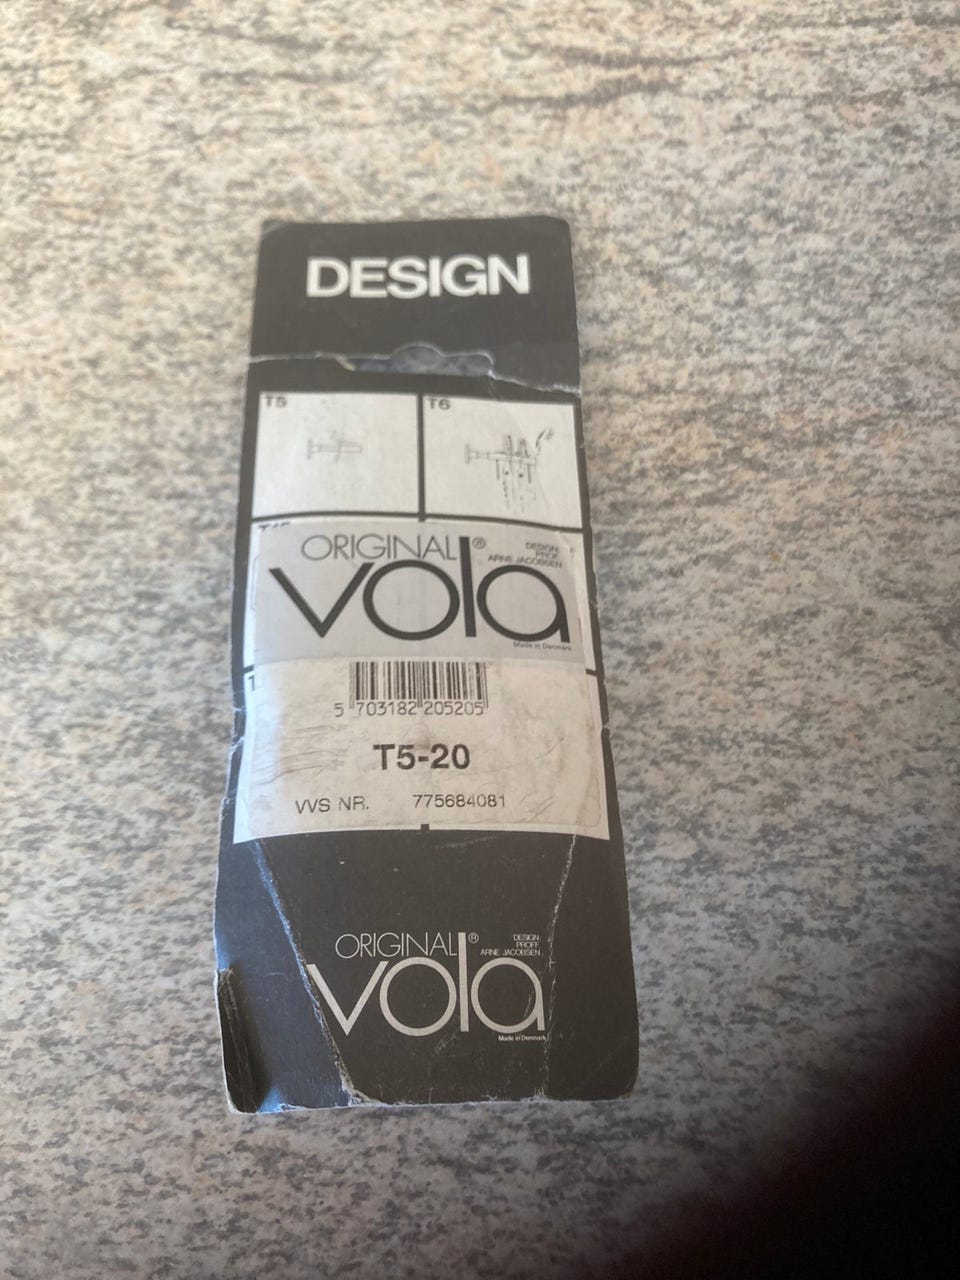 DESIGN
T5
T6
ORIGINAL ®
DESIGN:
PROF.
ARNE JACOBSEN
vola
Made in Denmark
5 703182 205205
T5-20
VVS NR. 775684081
ORIGINAL ®
DESIGN:
PROFF
ARNE JACOBSEN
vola
Made in Denmark